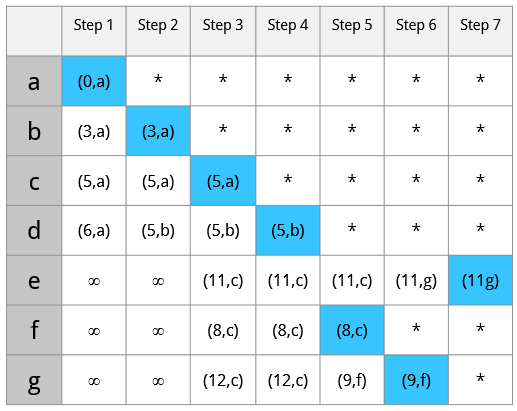 Step 1 Step 2 Step 3 Step 4 Step 5 Step 6 Step 7
a (0,a) * * * * * *
b (3,a) (3,a) * * * * *
c (5,a) (5,a) (5,a) * * * *
d (6,a) (5,b) (5,b) (5,b) * * *
e ∞ ∞ (11,c) (11,c) (11,c) (11,g) (11g)
f ∞ ∞ (8,c) (8,c) (8,c) * *
g ∞ ∞ (12,c) (12,c) (9,f) (9,f) *